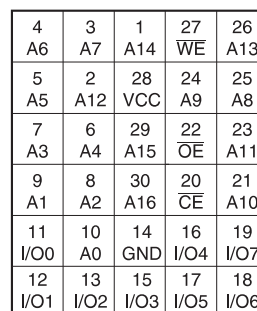 4 3 1 27 26
A6 A7 A14 W̅E̅ A13
5 2 28 24 25
A5 A12 VCC A9 A8
7 6 29 22 23
A3 A4 A15 O̅E̅ A11
9 8 30 20 21
A1 A2 A16 C̅E̅ A10
11 10 14 16 19
I/O0 A0 GND I/O4 I/O7
12 13 15 17 18
I/O1 I/O2 I/O3 I/O5 I/O6